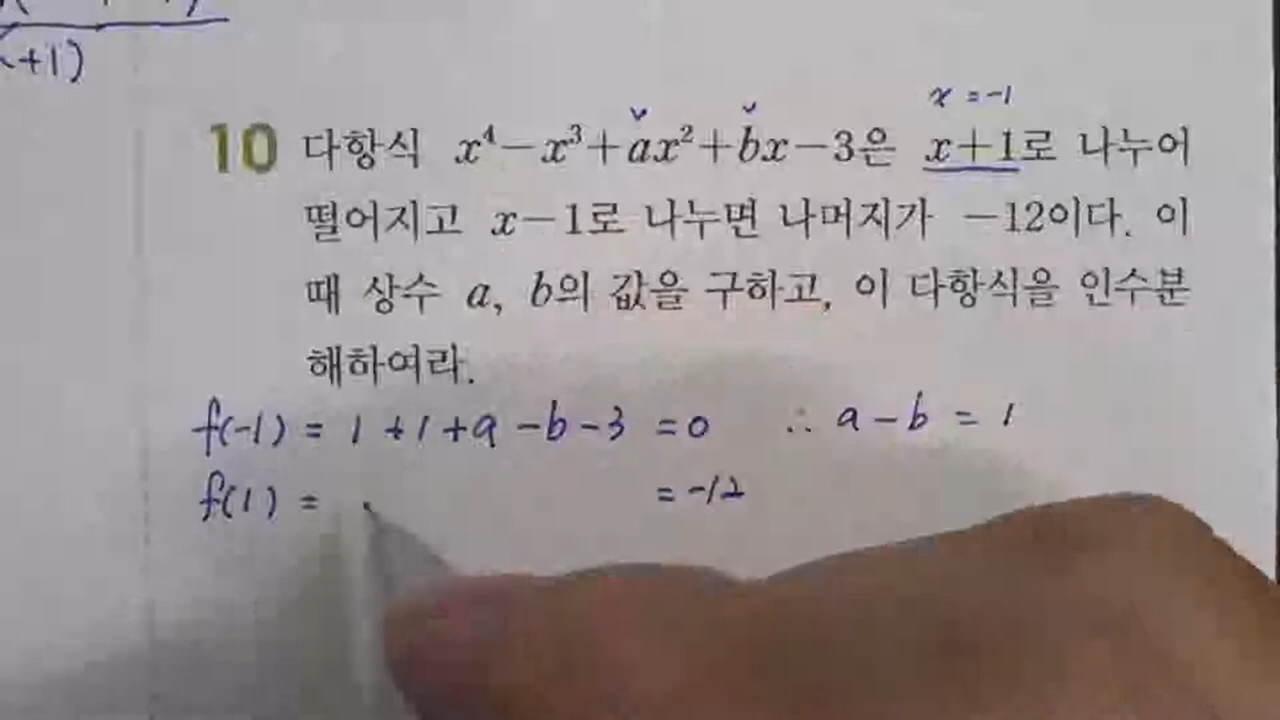 +1)
x = -1
10 다항식 x⁴-x³+ax²+bx-3은 x+1로 나누어
떨어지고 x-1로 나누면 나머지가 -12이다. 이
때 상수 a, b의 값을 구하고, 이 다항식을 인수분
해하여라.
f(-1) = 1 +1 +a -b -3 = 0 ∴ a - b = 1
f(1) = = -12